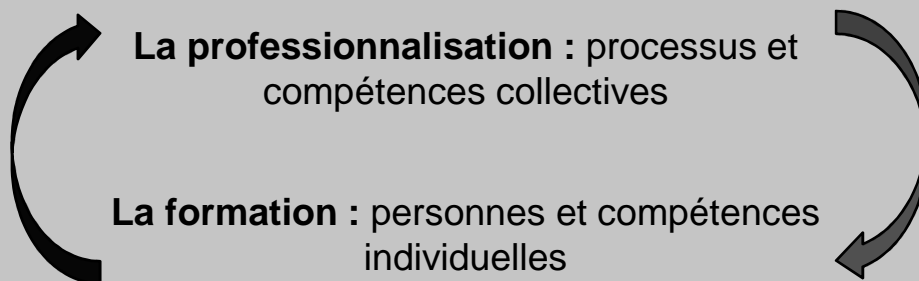 La professionnalisation : processus et
compétences collectives
La formation : personnes et compétences
individuelles